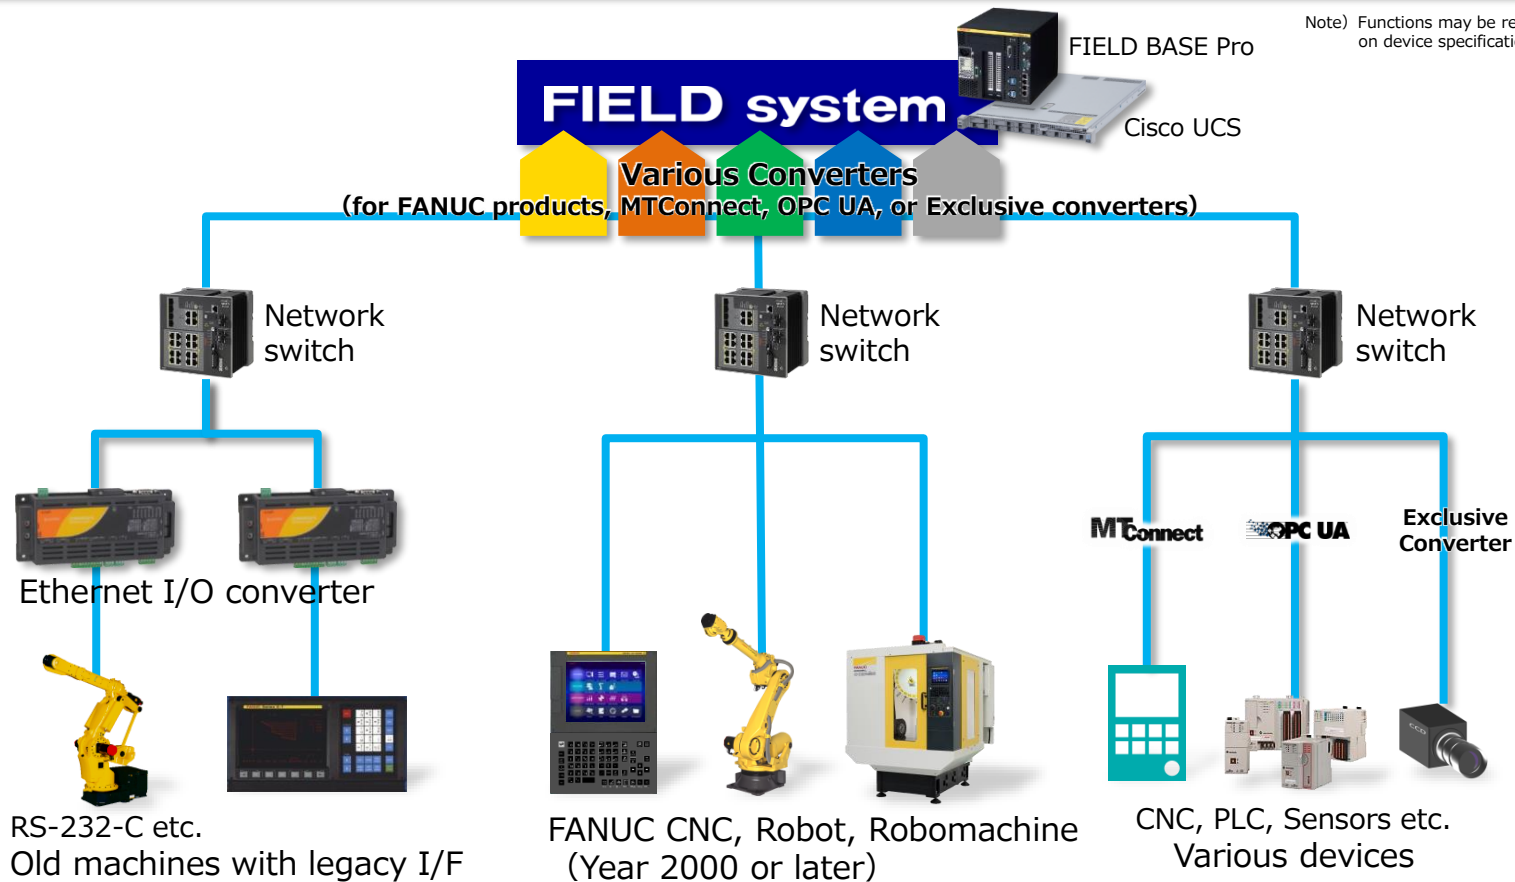 Note) Functions may be re
on device specificati
FIELD BASE Pro
FIELD system
Cisco UCS
Various Converters
(for FANUC products, MTConnect, OPC UA, or Exclusive converters)
Network
switch
Network
switch
Network
switch
MTConnect
OPC UA
Exclusive
Converter
Ethernet I/O converter
CCD
RS-232-C etc.
Old machines with legacy I/F
FANUC CNC, Robot, Robomachine
(Year 2000 or later)
CNC, PLC, Sensors etc.
Various devices